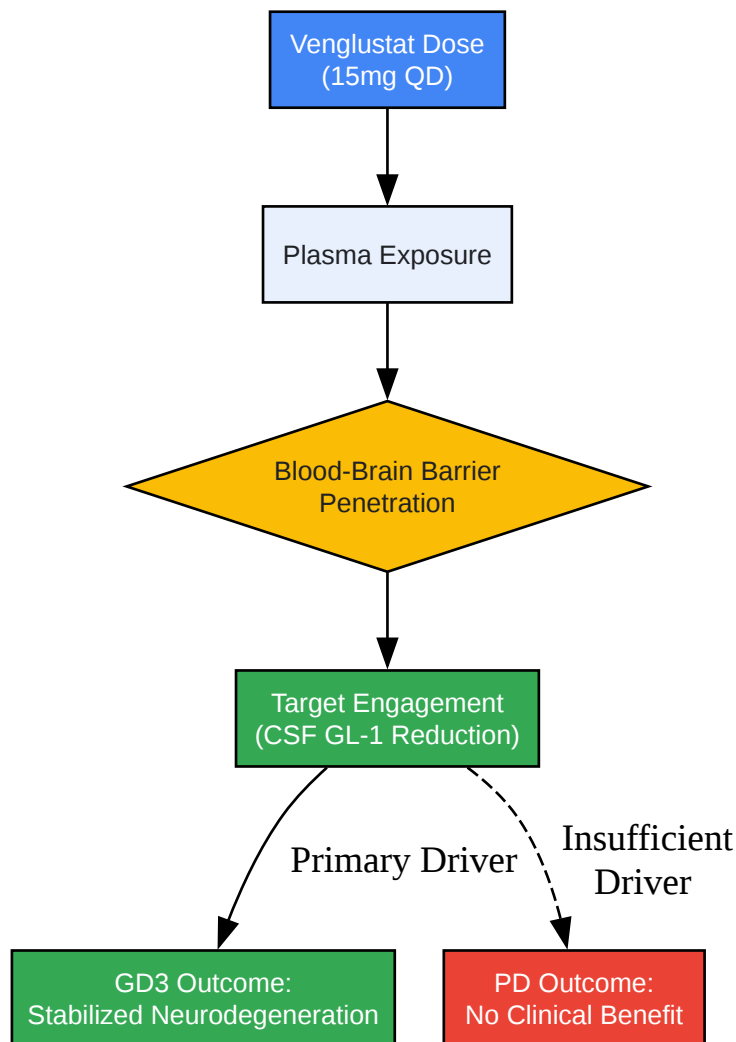 Venglustat Dose
(15mg QD)
Plasma Exposure
Blood-Brain Barrier
Penetration
Target Engagement
(CSF GL-1 Reduction)
Primary Driver
Insufficient
Driver
GD3 Outcome:
Stabilized Neurodegeneration
PD Outcome:
No Clinical Benefit